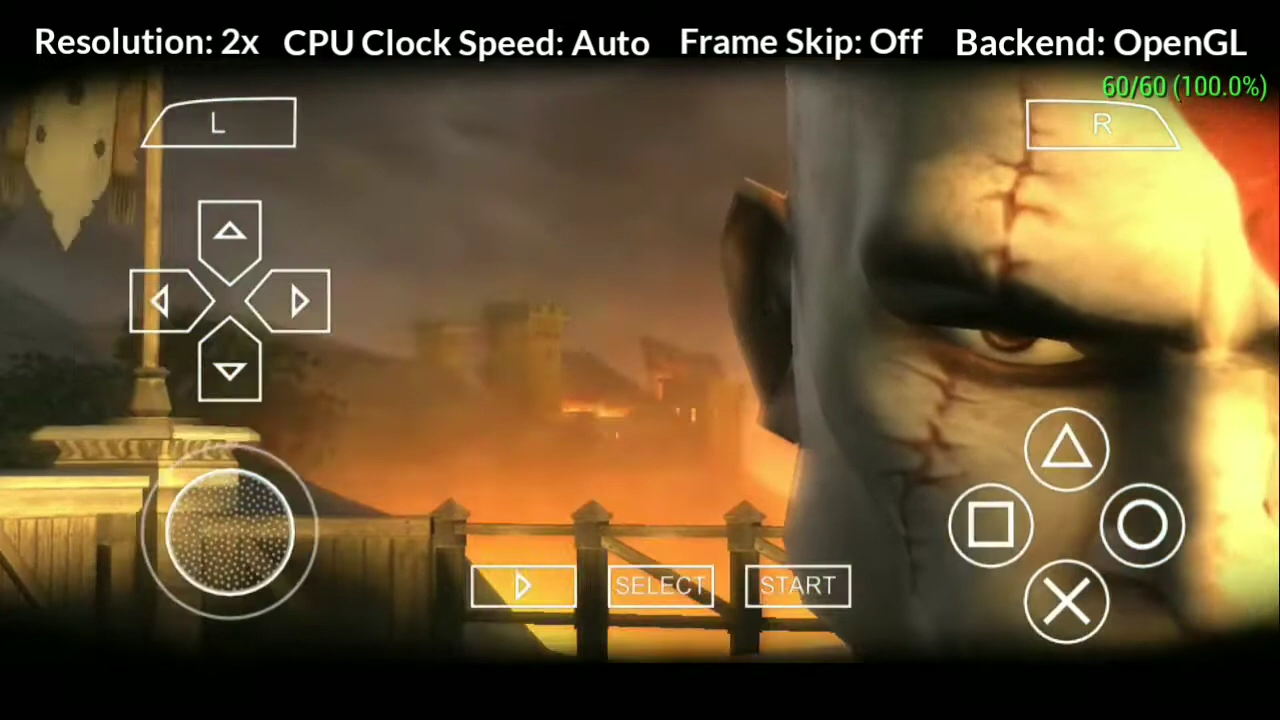 Resolution: 2x CPU Clock Speed: Auto Frame Skip: Off Backend: OpenGL
60/60 (100.0%)
L R
SELECT START